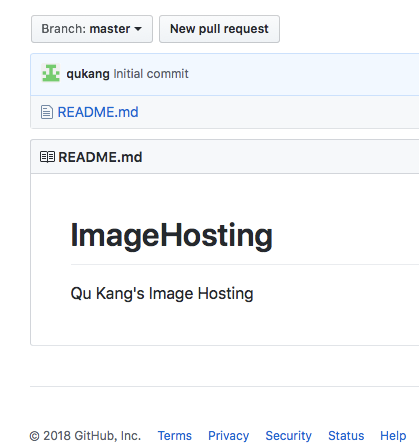 Branch: master New pull request
qukang Initial commit
README.md
README.md
ImageHosting
Qu Kang's Image Hosting
© 2018 GitHub, Inc. Terms Privacy Security Status Help